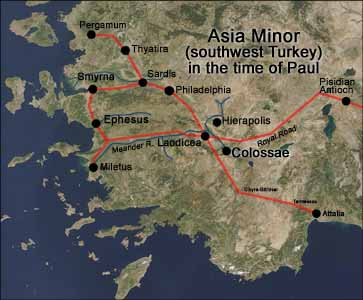 Asia Minor
(southwest Turkey)
in the time of Paul
Pergamum
Thyatira
Smyrna
Sardis
Philadelphia
Pisidian
Antioch
Hierapolis
Ephesus
Royal Road
Meander R.
Laodicea
Colossae
Miletus
Attalia